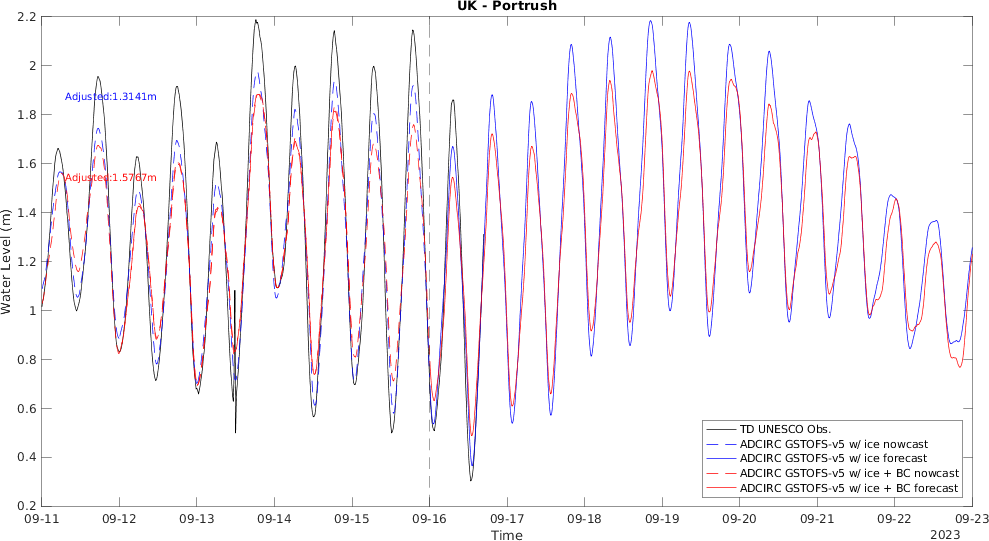 UK - Portrush
2.2
2
1.8
1.6
1.4
1.2
1
0.8
0.6
0.4
0.2
Water Level (m)
Adjusted:1.3141m
Adjusted:1.5767m
TD UNESCO Obs.
ADCIRC GSTOFS-v5 w/ ice nowcast
ADCIRC GSTOFS-v5 w/ ice forecast
ADCIRC GSTOFS-v5 w/ ice + BC nowcast
ADCIRC GSTOFS-v5 w/ ice + BC forecast
09-11 09-12 09-13 09-14 09-15 09-16 09-17 09-18 09-19 09-20 09-21 09-22 09-23
Time
2023